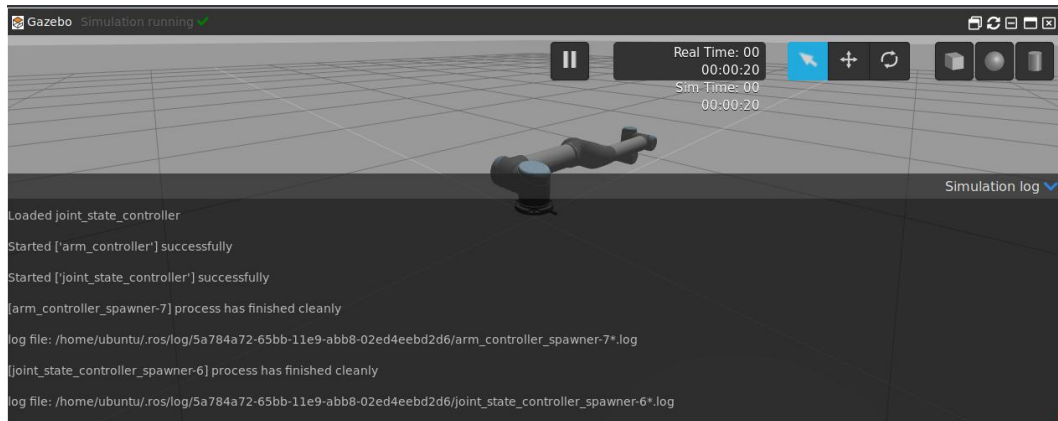 Gazebo Simulation running
Real Time: 00
00:00:20
Sim Time: 00
00:00:20
Simulation log
Loaded joint_state_controller
Started ['arm_controller'] successfully
Started ['joint_state_controller'] successfully
[arm_controller_spawner-7] process has finished cleanly
log file: /home/ubuntu/.ros/log/5a784a72-65bb-11e9-abb8-02ed4eebd2d6/arm_controller_spawner-7*.log
[joint_state_controller_spawner-6] process has finished cleanly
log file: /home/ubuntu/.ros/log/5a784a72-65bb-11e9-abb8-02ed4eebd2d6/joint_state_controller_spawner-6*.log